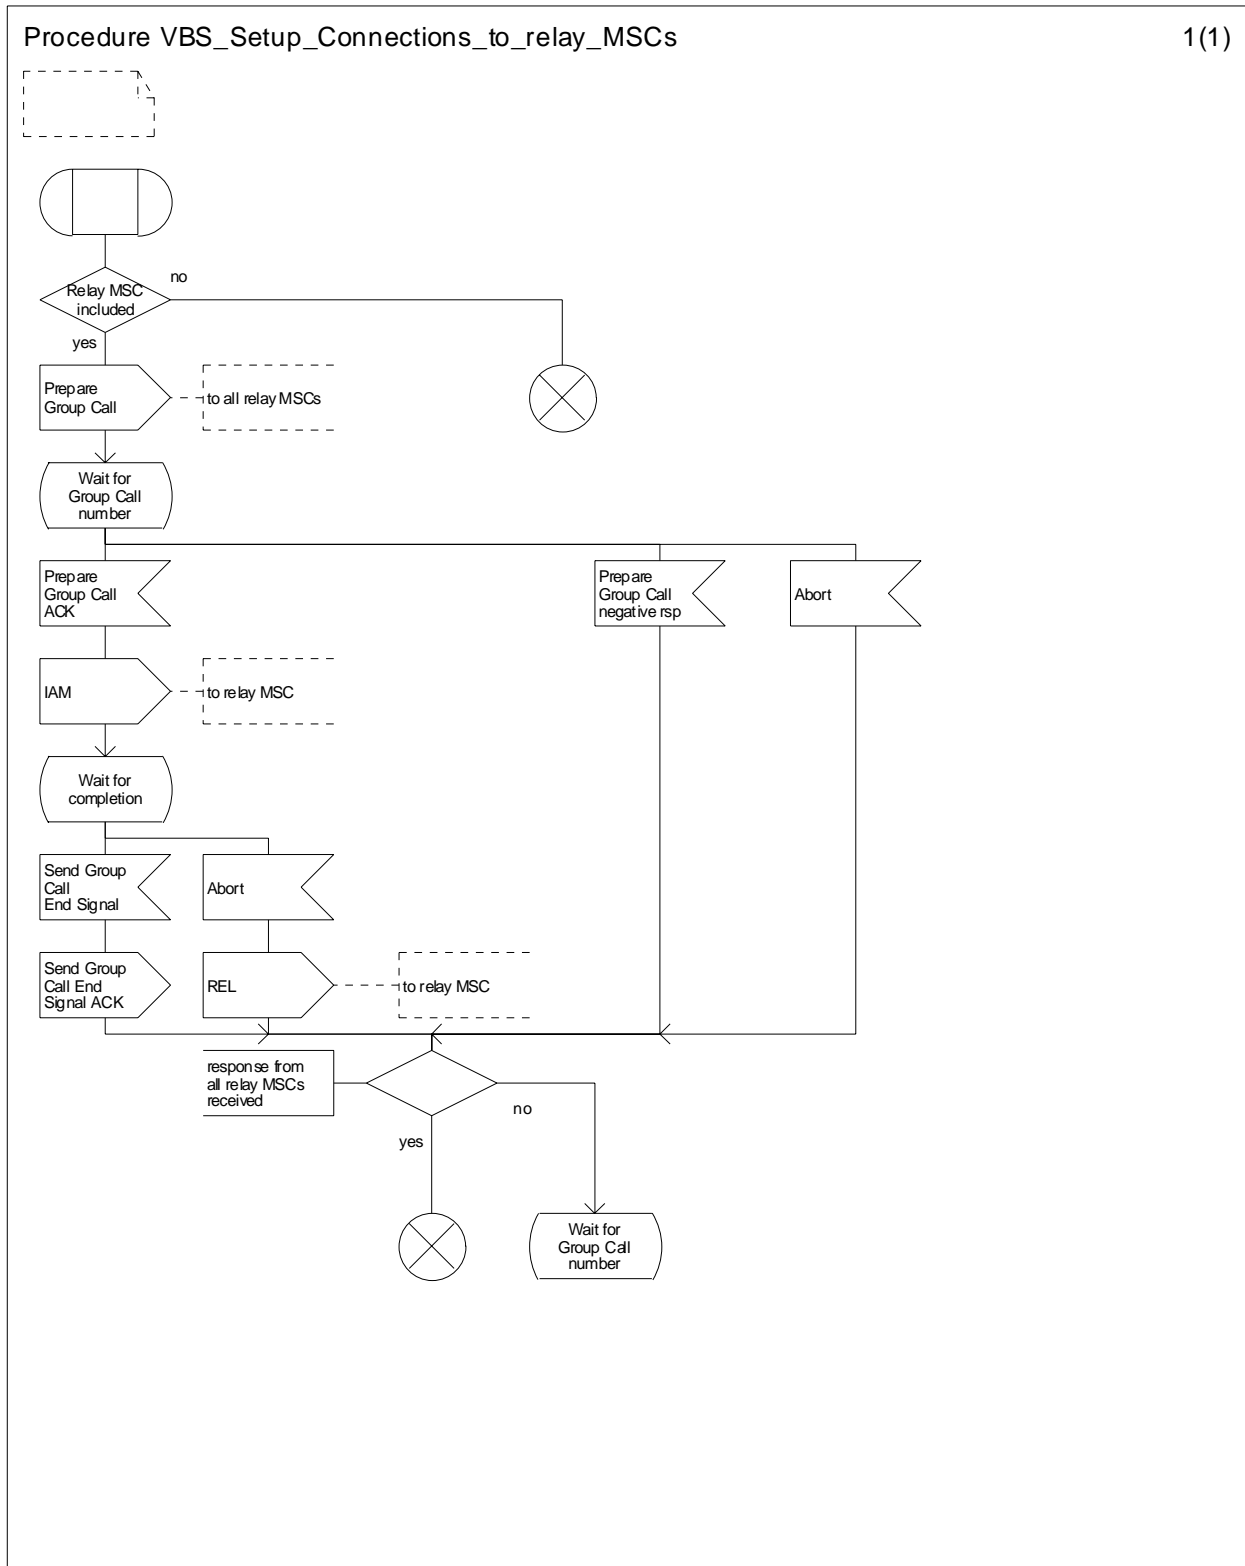 Procedure VBS_Setup_Connections_to_relay_MSCs
1(1)
Relay MSC
included
no
yes
Prepare
Group Call
to all relay MSCs
Wait for
Group Call
number
Prepare
Group Call
ACK
Prepare
Group Call
negative rsp
Abort
IAM
to relay MSC
Wait for
completion
Send Group
Call
End Signal
Abort
Send Group
Call End
Signal ACK
REL
to relay MSC
response from
all relay MSCs
received
no
yes
Wait for
Group Call
number